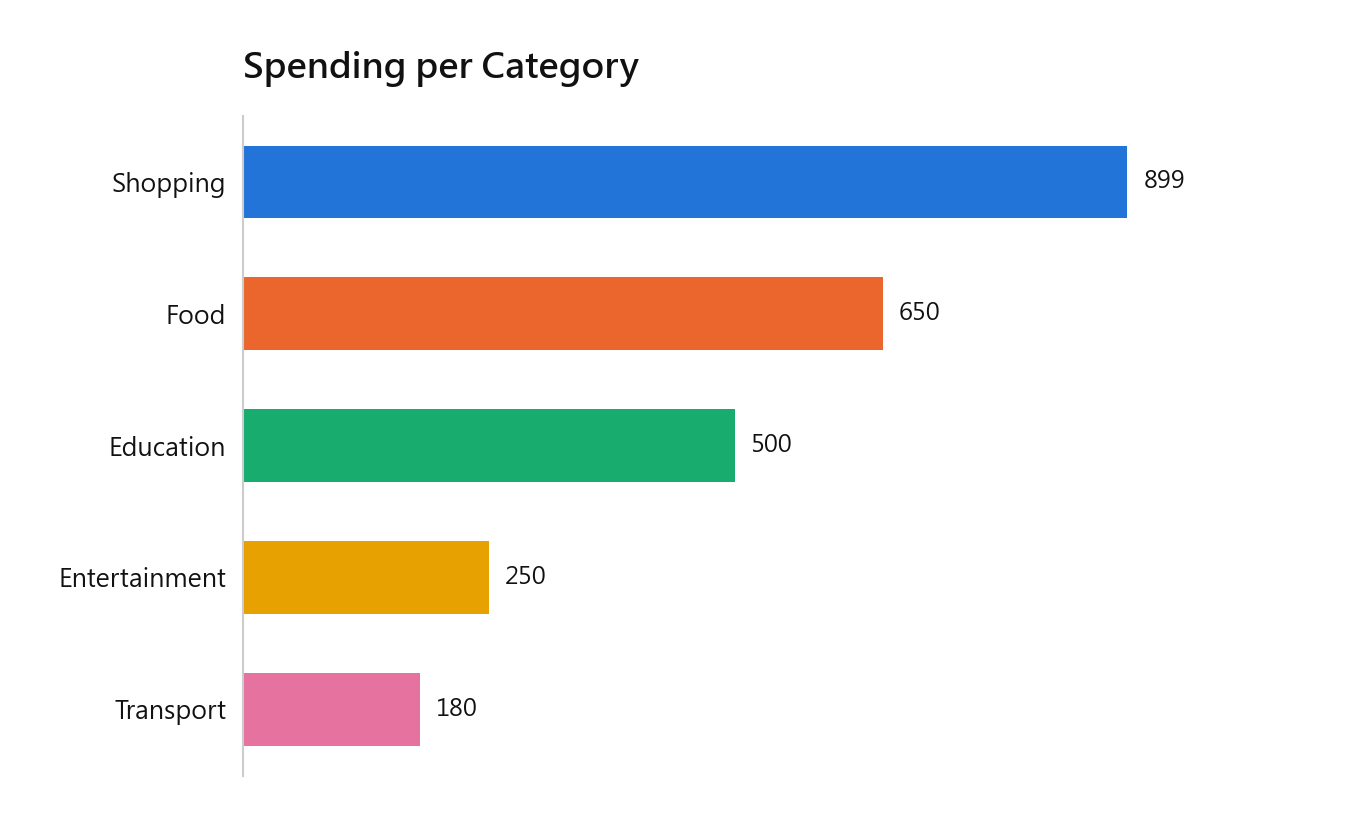 Spending per Category
Shopping 899
Food 650
Education 500
Entertainment 250
Transport 180